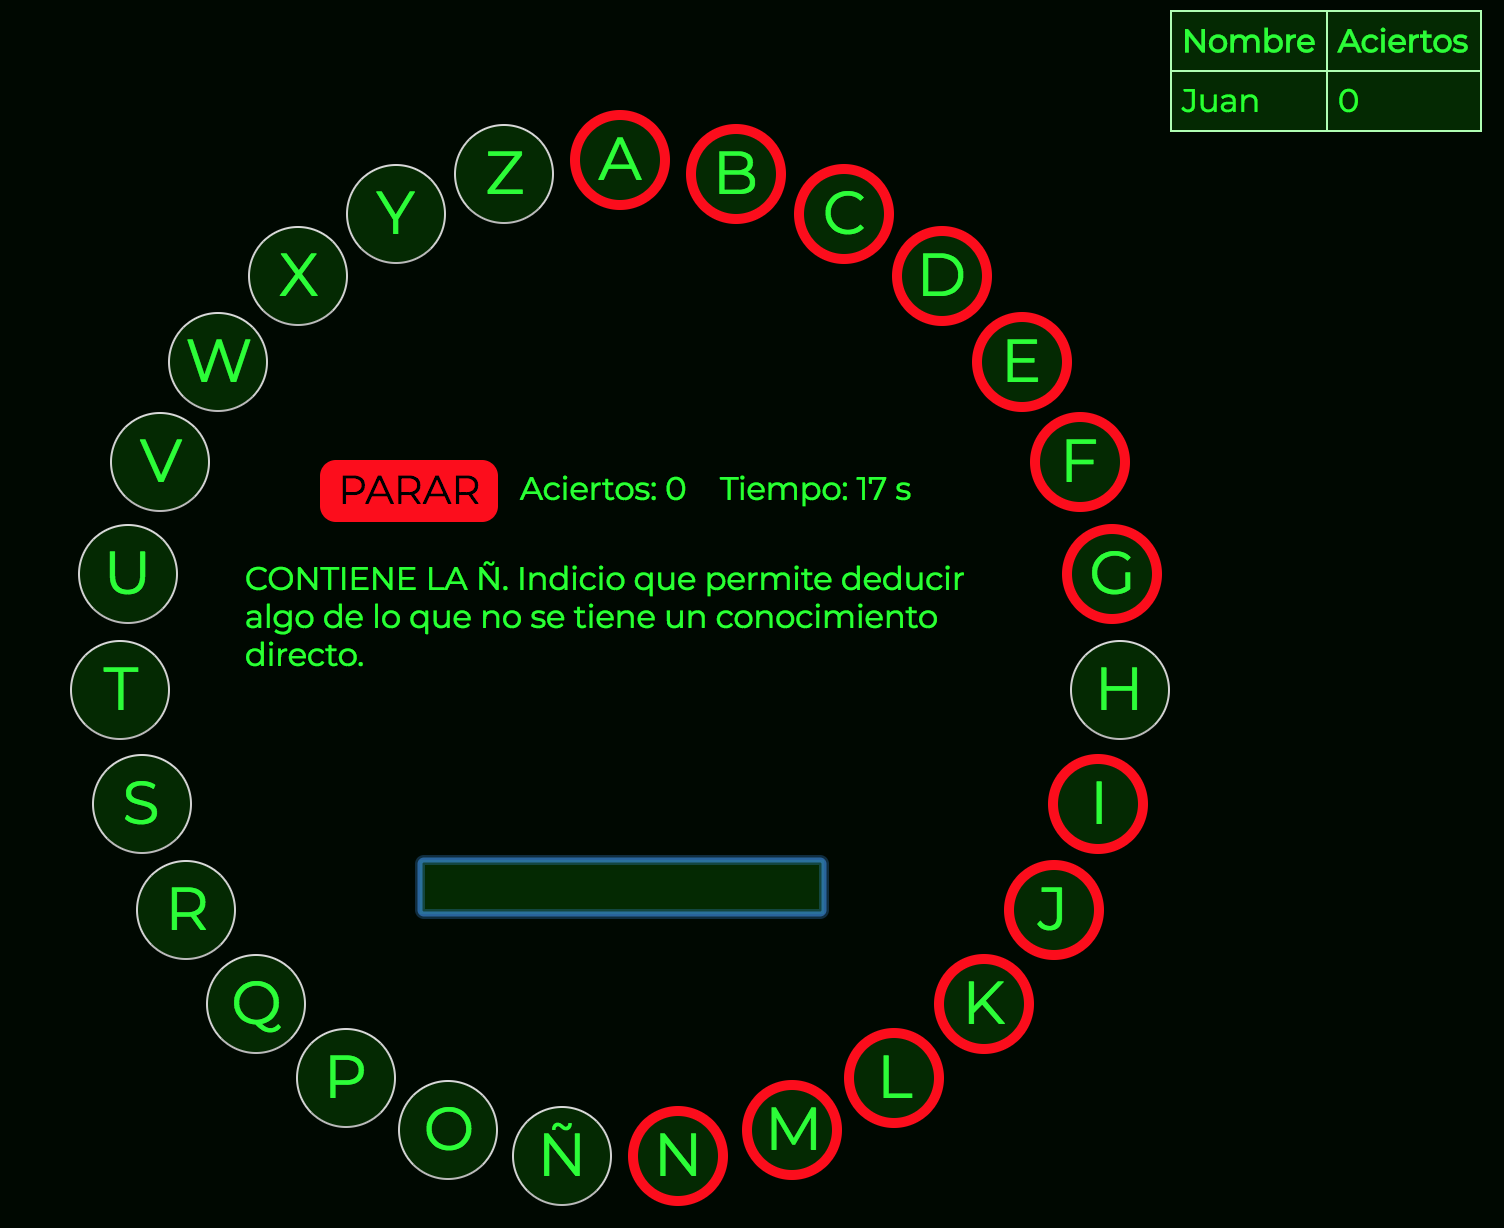 Nombre Aciertos
Juan 0
A
B
C
D
E
F
G
H
I
J
K
L
M
N
Ñ
O
P
Q
R
S
T
U
V
W
X
Y
Z
PARAR Aciertos: 0 Tiempo: 17 s
CONTIENE LA Ñ. Indicio que permite deducir
algo de lo que no se tiene un conocimiento
directo.